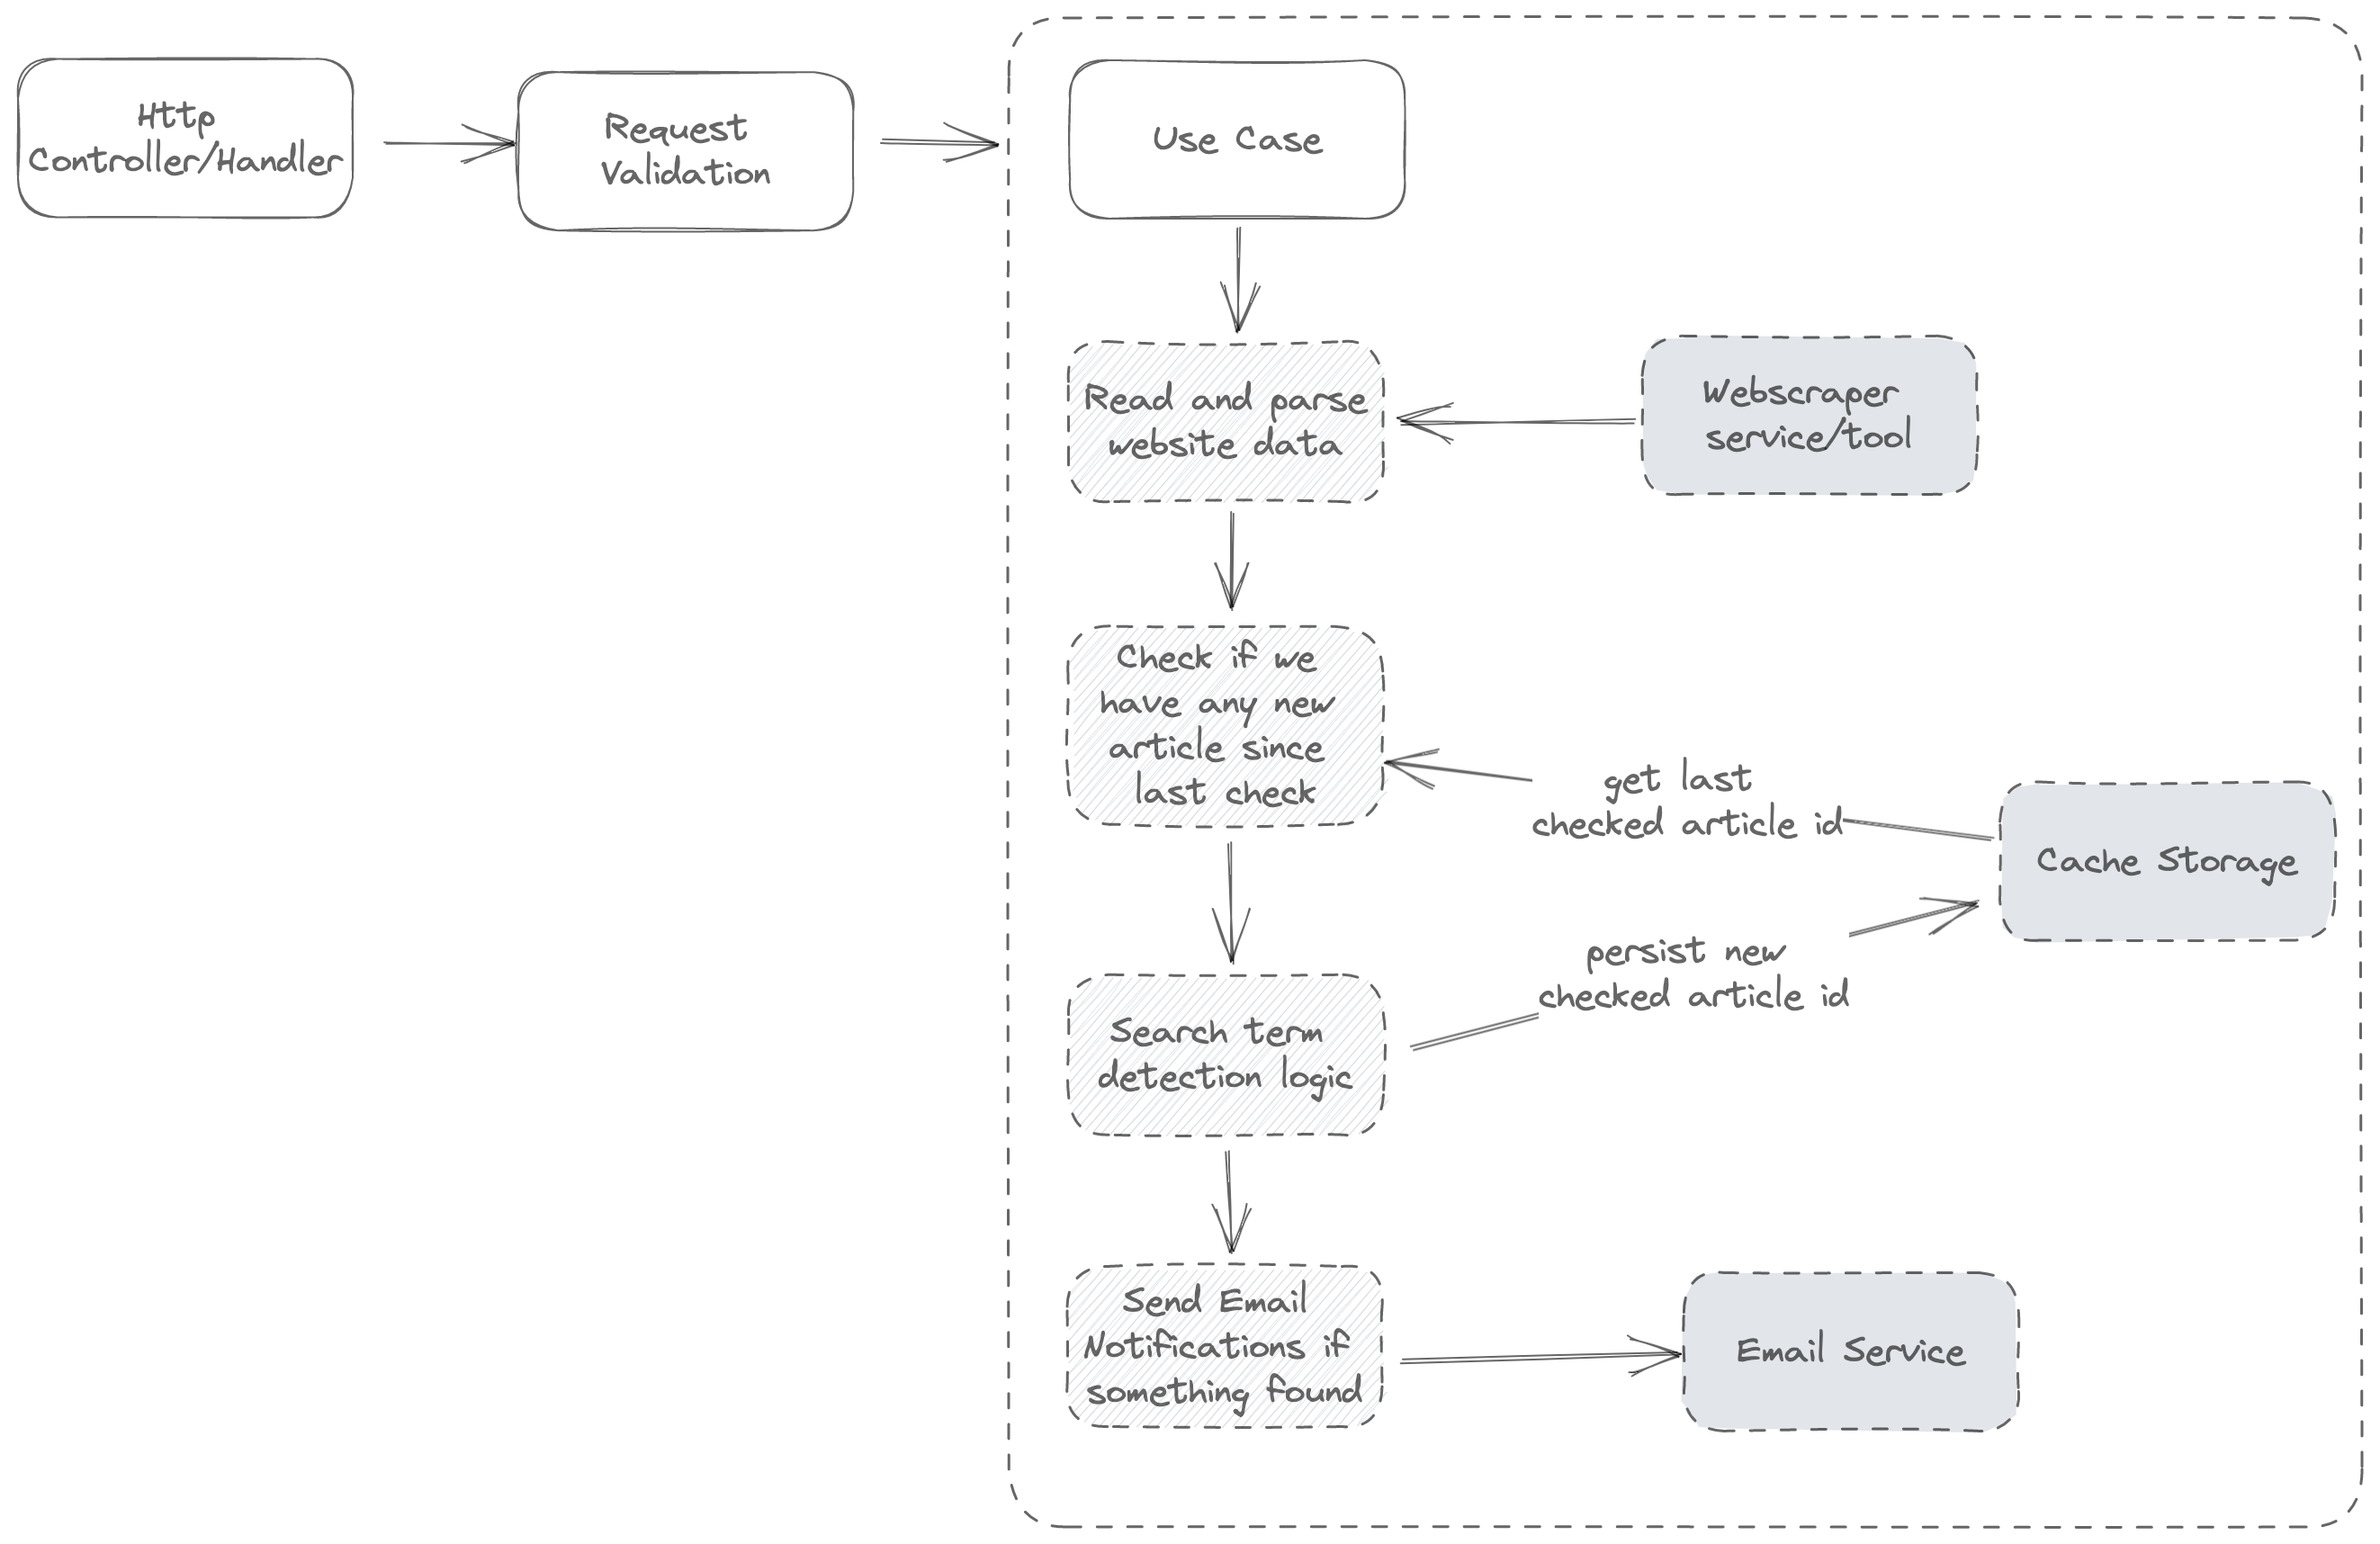 Http
Controller/Handler
Request
Validation
Use Case
Read and parse
website data
Webscraper
service/tool
Check if we
have any new
article since
last check
get last
checked article id
Cache Storage
persist new
checked article id
Search term
detection logic
Send Email
Notifications if
something found
Email Service